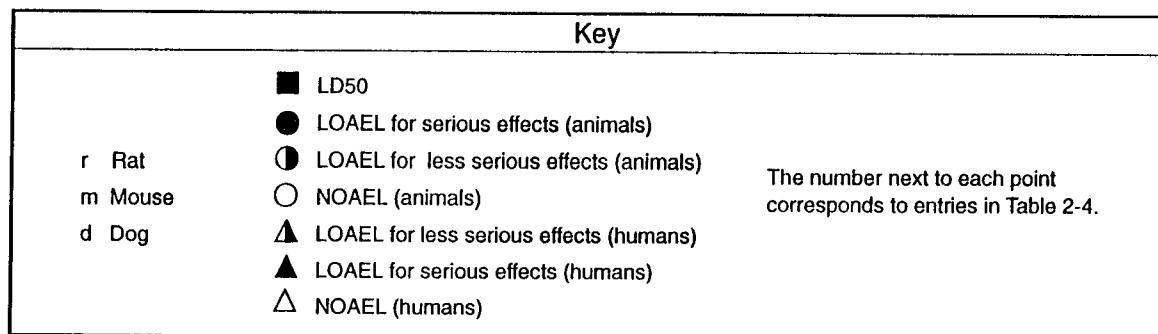 Key
r Rat
m Mouse
d Dog
LD50
LOAEL for serious effects (animals)
LOAEL for less serious effects (animals)
NOAEL (animals)
LOAEL for less serious effects (humans)
LOAEL for serious effects (humans)
NOAEL (humans)
The number next to each point
corresponds to entries in Table 2-4.